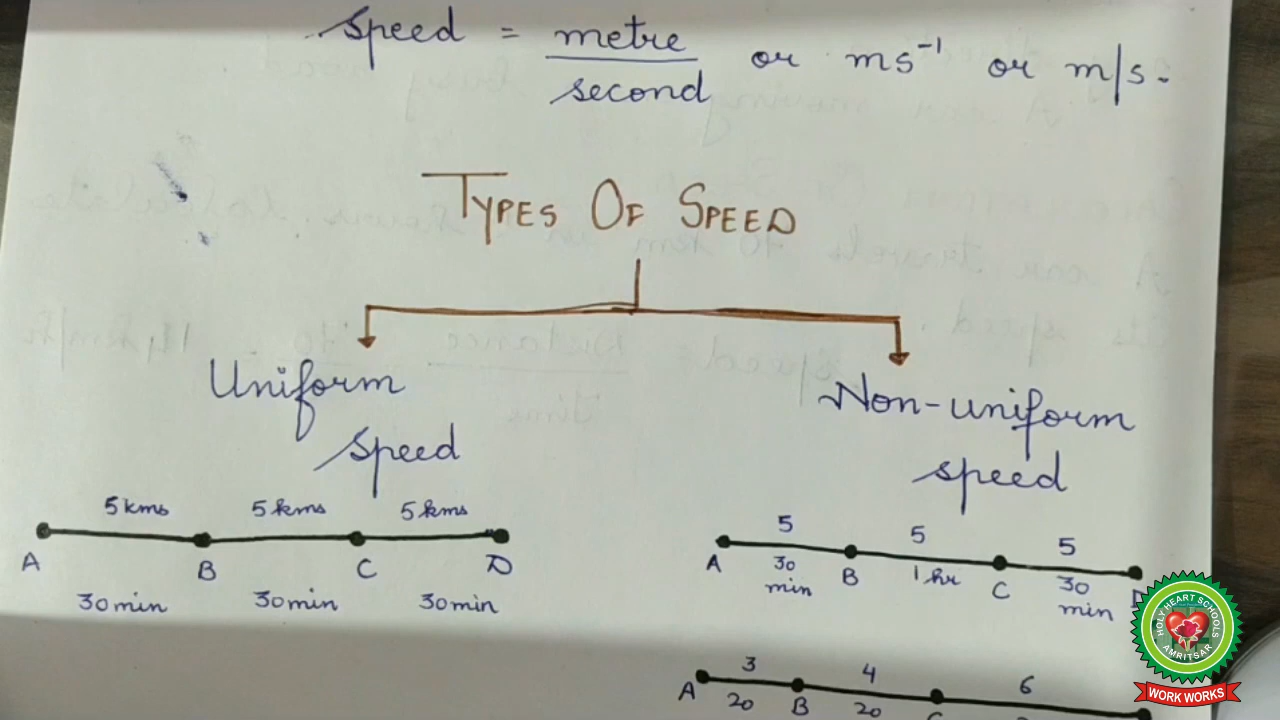 Speed = metre / second or ms⁻¹ or m/s.
TYPES OF SPEED
Uniform speed
5 kms 5 kms 5 kms
A B C D
30 min 30 min 30 min
Non-uniform speed
5 5 5
A B C
30 min 1 hr 30 min
3 4 6
A B
20 20
HOLY HEART SCHOOLS
AMRITSAR
WORK WORKS